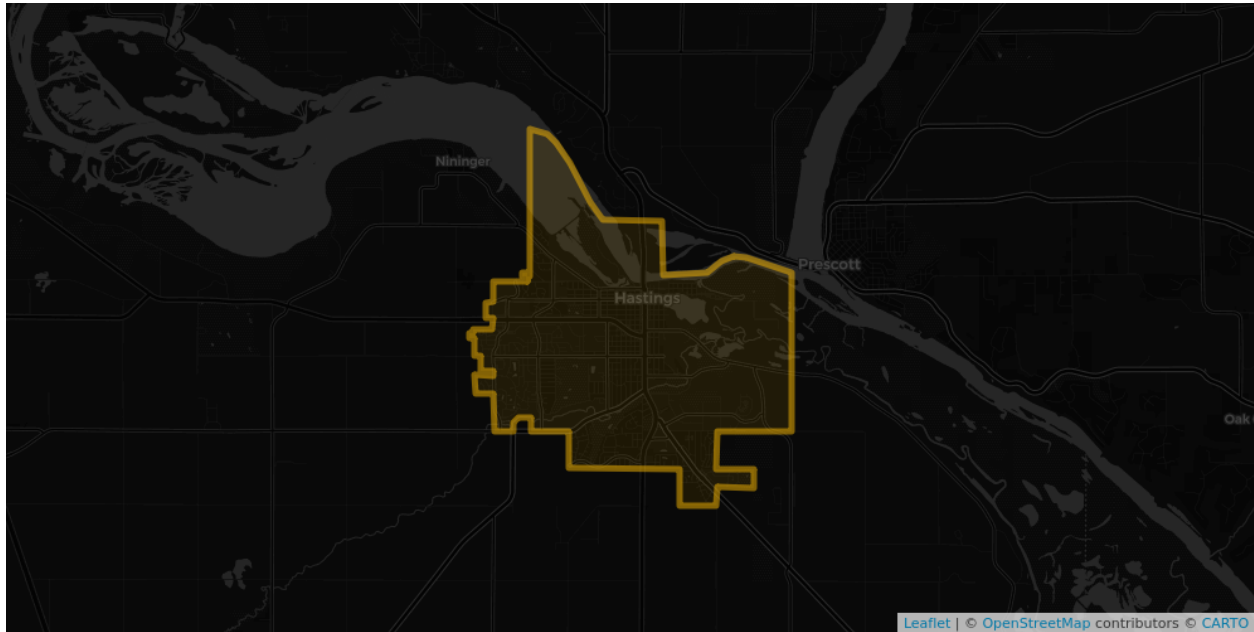 Nininger
Prescott
Hastings
Oak
Leaflet | © OpenStreetMap contributors © CARTO